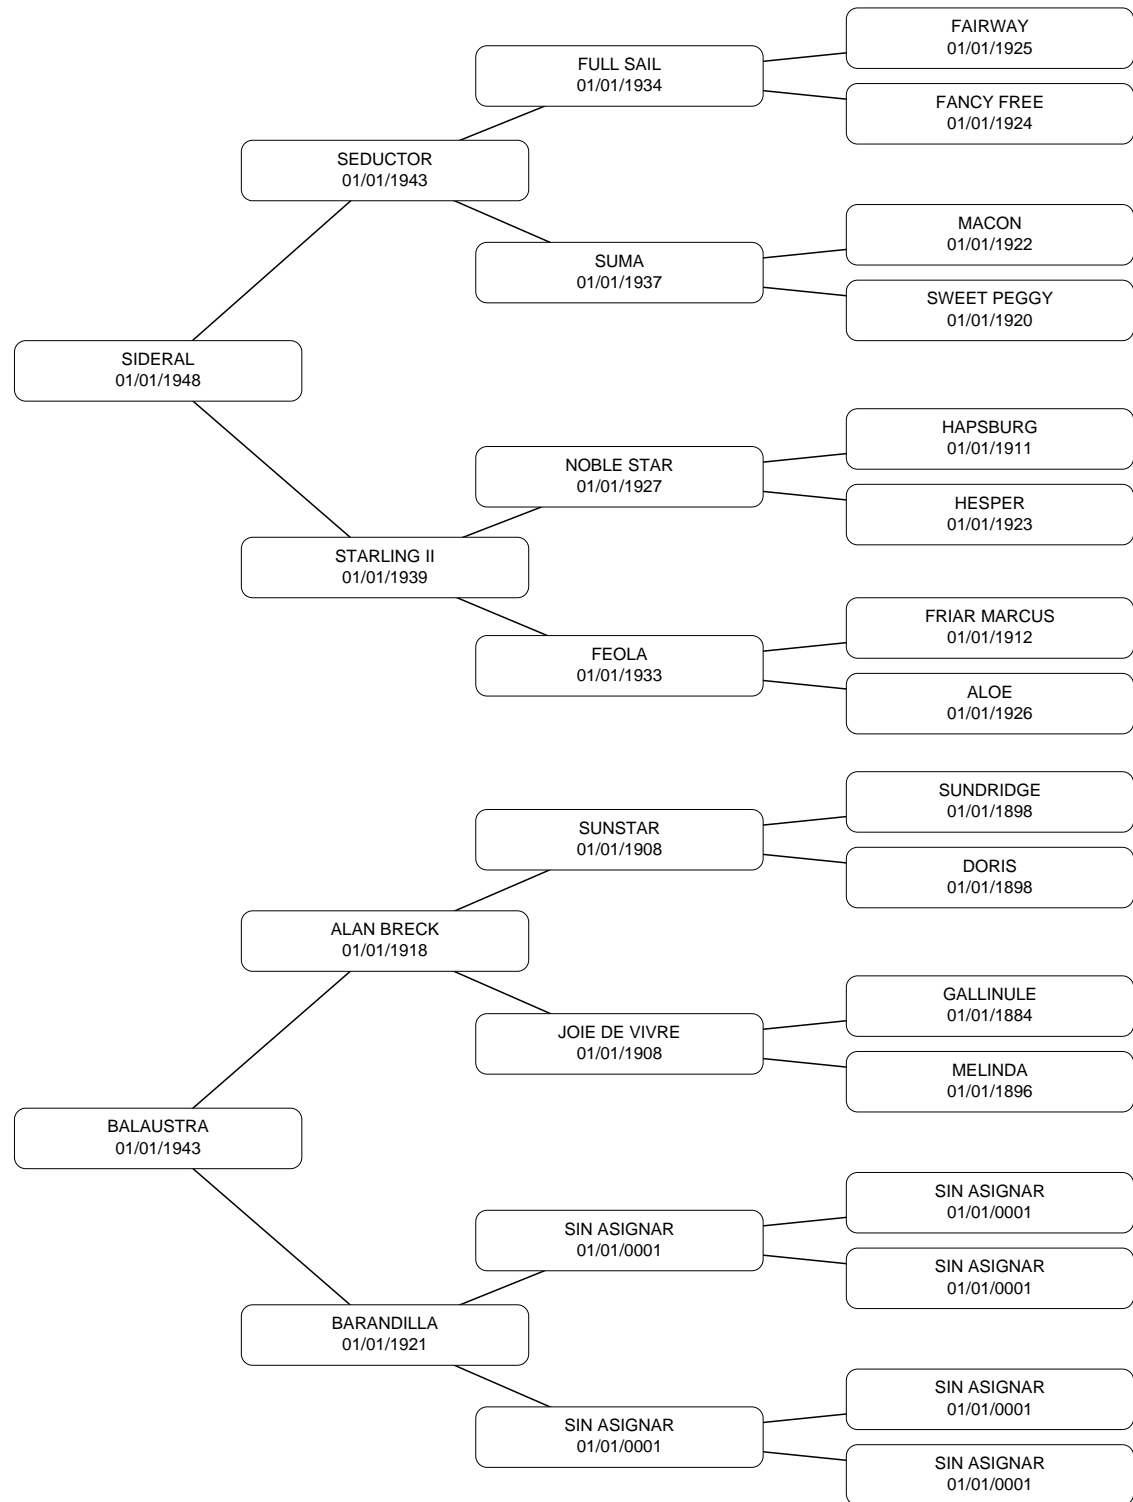 FAIRWAY
01/01/1925
FULL SAIL
01/01/1934
FANCY FREE
01/01/1924
SEDUCTOR
01/01/1943
MACON
01/01/1922
SUMA
01/01/1937
SWEET PEGGY
01/01/1920
SIDERAL
01/01/1948
HAPSBURG
01/01/1911
NOBLE STAR
01/01/1927
HESPER
01/01/1923
STARLING II
01/01/1939
FRIAR MARCUS
01/01/1912
FEOLA
01/01/1933
ALOE
01/01/1926
SUNDRIDGE
01/01/1898
SUNSTAR
01/01/1908
DORIS
01/01/1898
ALAN BRECK
01/01/1918
GALLINULE
01/01/1884
JOIE DE VIVRE
01/01/1908
MELINDA
01/01/1896
BALAUSTRA
01/01/1943
SIN ASIGNAR
01/01/0001
SIN ASIGNAR
01/01/0001
SIN ASIGNAR
01/01/0001
BARANDILLA
01/01/1921
SIN ASIGNAR
01/01/0001
SIN ASIGNAR
01/01/0001
SIN ASIGNAR
01/01/0001